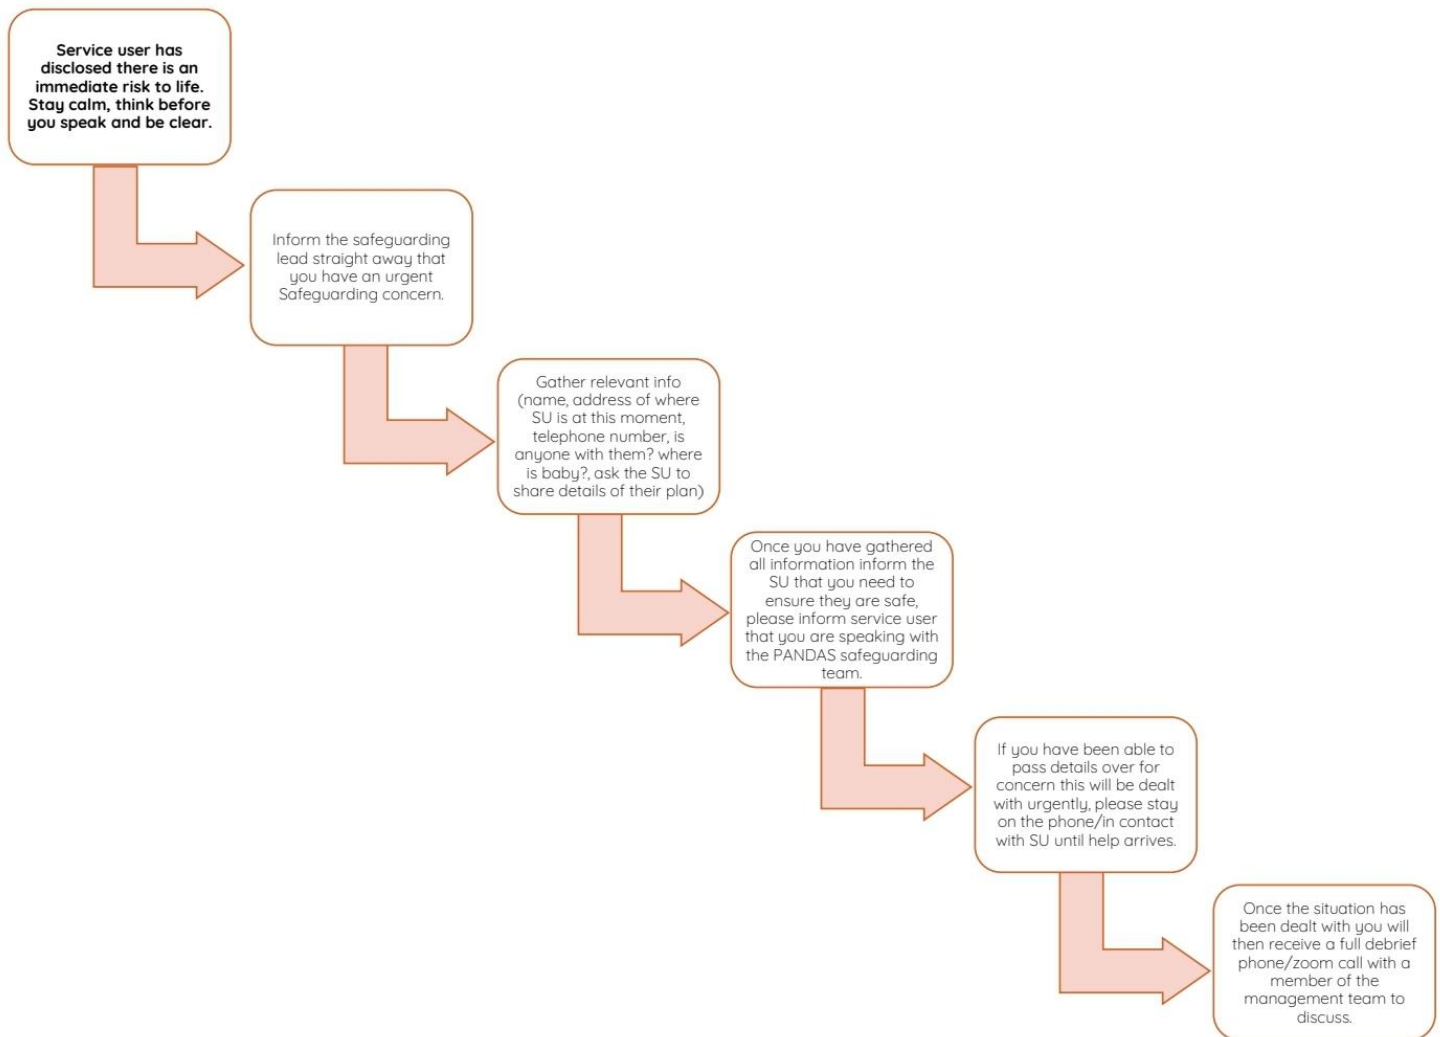 Service user has
disclosed there is an
immediate risk to life.
Stay calm, think before
you speak and be clear.
Inform the safeguarding
lead straight away that
you have an urgent
Safeguarding concern.
Gather relevant info
(name, address of where
SU is at this moment,
telephone number, is
anyone with them? where
is baby?, ask the SU to
share details of their plan)
Once you have gathered
all information inform the
SU that you need to
ensure they are safe,
please inform service user
that you are speaking with
the PANDAS safeguarding
team.
If you have been able to
pass details over for
concern this will be dealt
with urgently, please stay
on the phone/in contact
with SU until help arrives.
Once the situation has
been dealt with you will
then receive a full debrief
phone/zoom call with a
member of the
management team to
discuss.